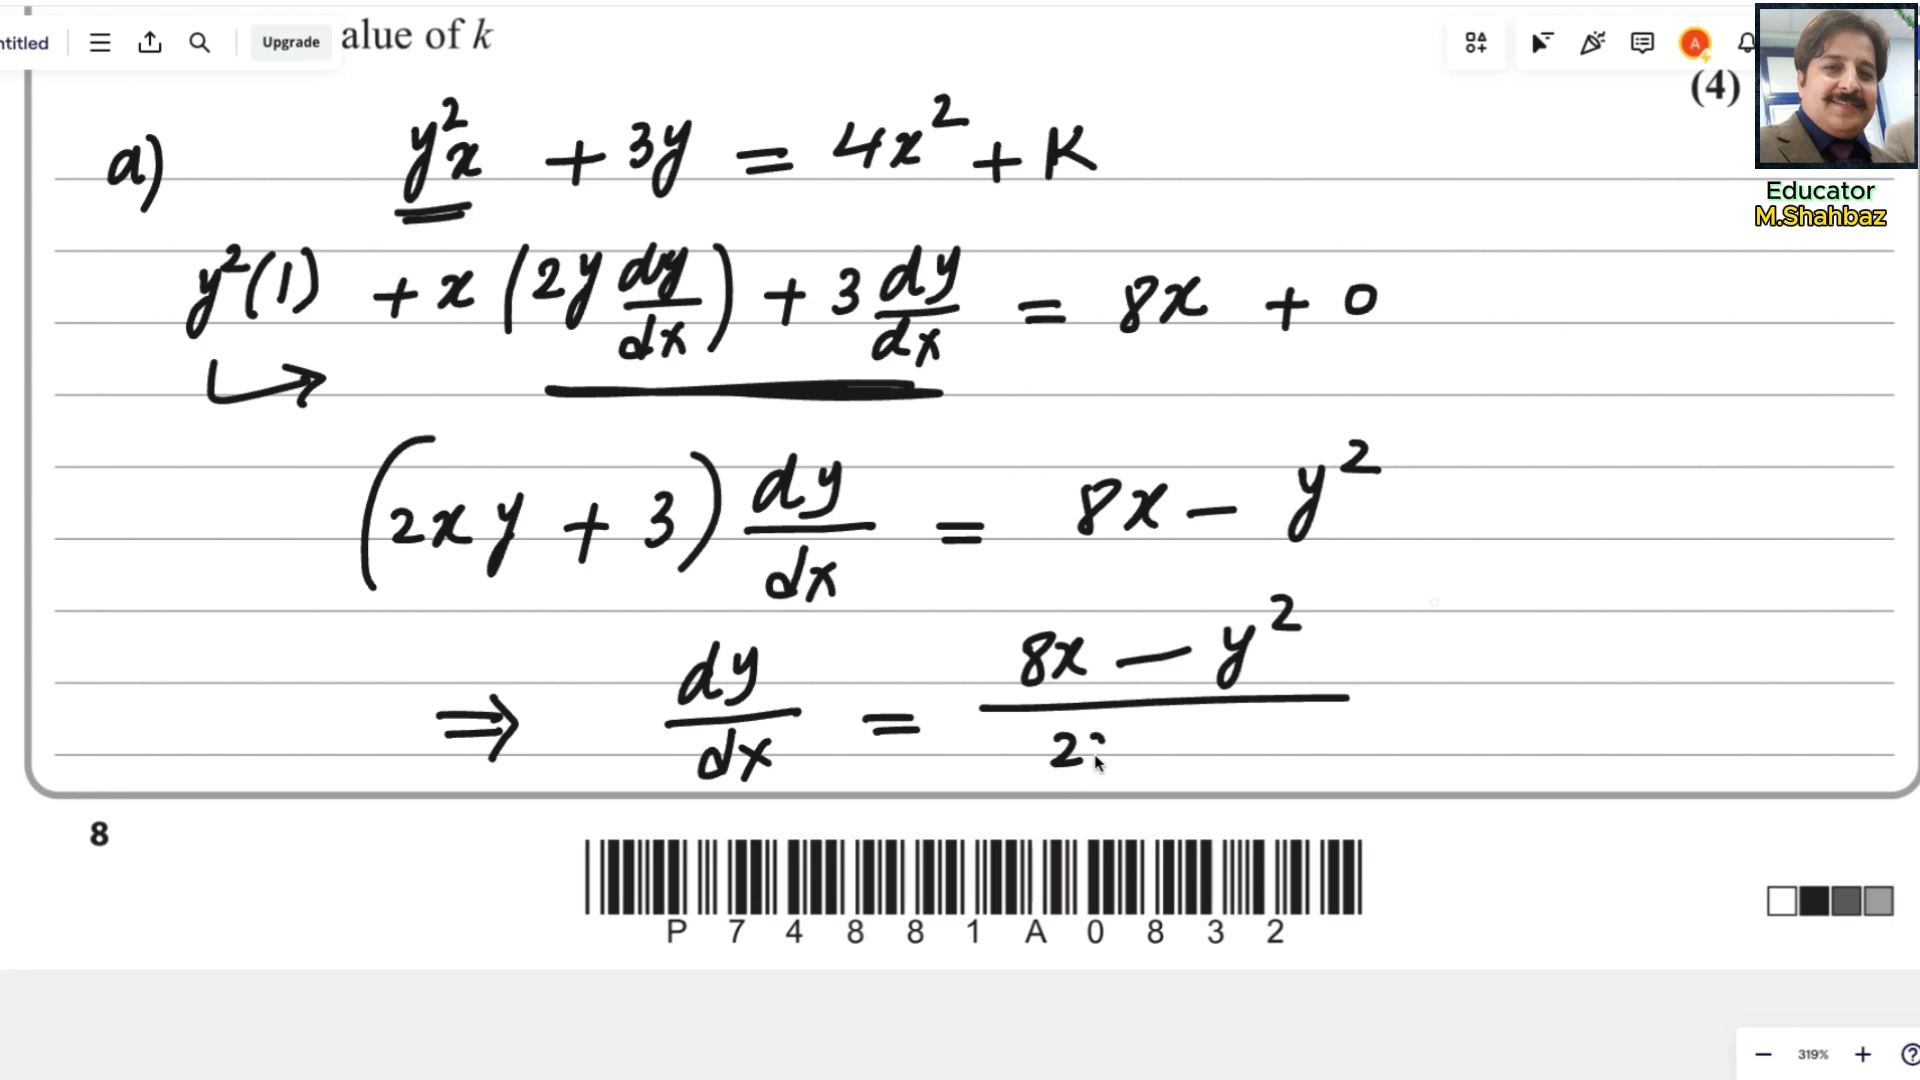 ntitled Upgrade alue of k
(4)
Educator
M.Shahbaz
a) y²x + 3y = 4x² + K
y²(1) + x (2y dy/dx) + 3 dy/dx = 8x + 0
(2xy + 3) dy/dx = 8x - y²
⇒ dy/dx = 8x - y²
2
8
P 7 4 8 8 1 A 0 8 3 2
319%